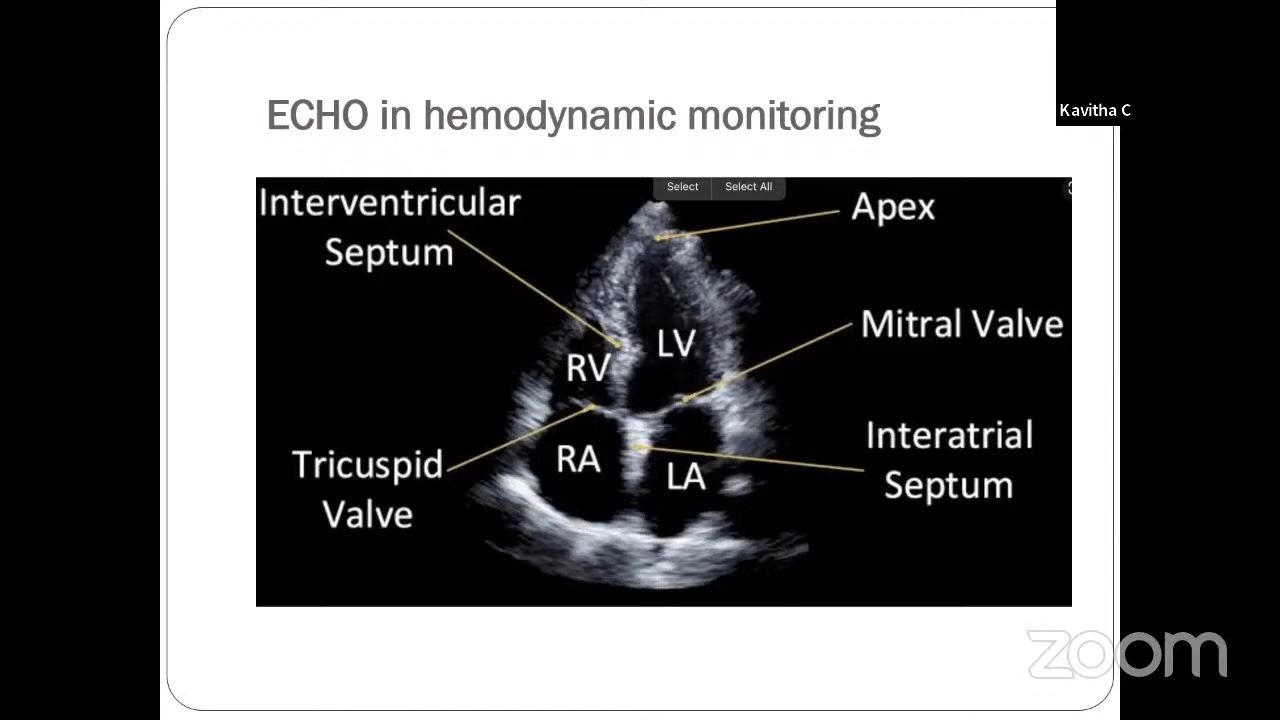 ECHO in hemodynamic monitoring
Kavitha C
Select
Select All
Interventricular
Septum
Apex
Mitral Valve
LV
RV
Interatrial
Septum
RA
LA
Tricuspid
Valve
zoom